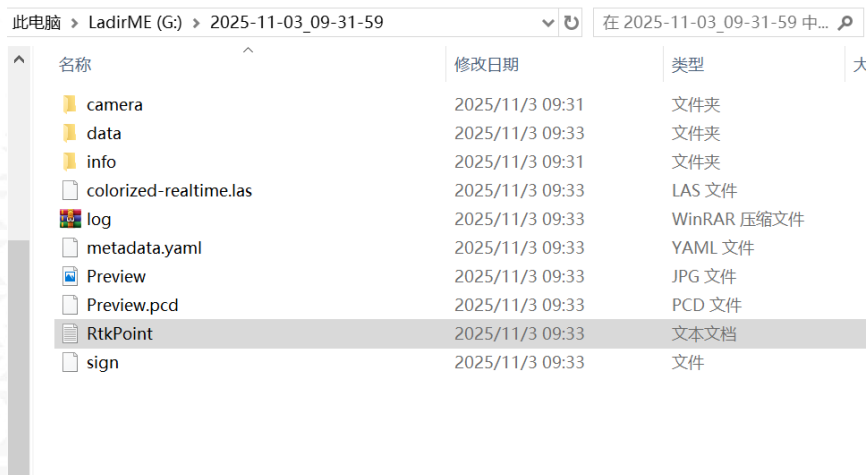 此电脑 > LadirME (G:) > 2025-11-03_09-31-59
在 2025-11-03_09-31-59 中...
名称 修改日期 类型 大
camera 2025/11/3 09:31 文件夹
data 2025/11/3 09:33 文件夹
info 2025/11/3 09:31 文件夹
colorized-realtime.las 2025/11/3 09:33 LAS 文件
log 2025/11/3 09:33 WinRAR 压缩文件
metadata.yaml 2025/11/3 09:33 YAML 文件
Preview 2025/11/3 09:33 JPG 文件
Preview.pcd 2025/11/3 09:33 PCD 文件
RtkPoint 2025/11/3 09:33 文本文档
sign 2025/11/3 09:33 文件